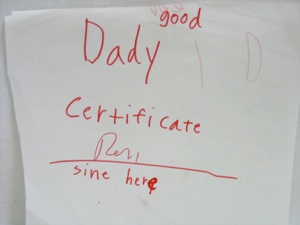 good
Dady
Certificate
sine here